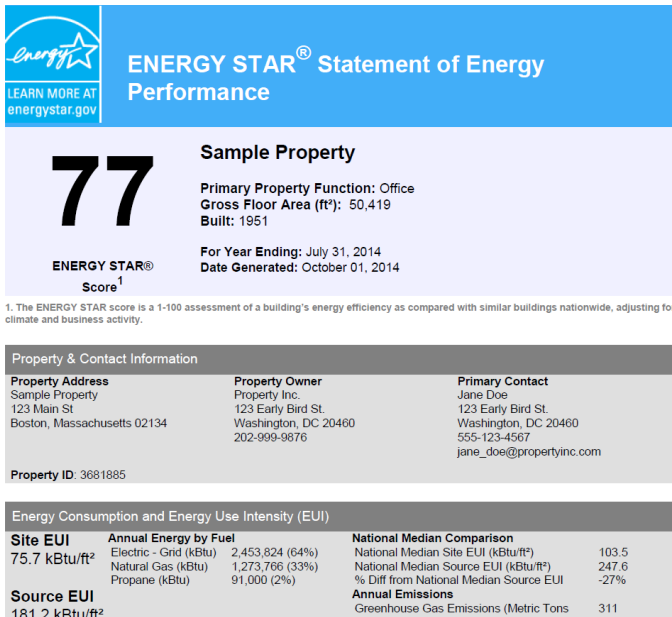 energy
LEARN MORE AT
energystar.gov
ENERGY STAR® Statement of Energy
Performance
77
ENERGY STAR®
Score1
Sample Property
Primary Property Function: Office
Gross Floor Area (ft²): 50,419
Built: 1951
For Year Ending: July 31, 2014
Date Generated: October 01, 2014
1. The ENERGY STAR score is a 1-100 assessment of a building's energy efficiency as compared with similar buildings nationwide, adjusting fo
climate and business activity.
Property & Contact Information
Property Address
Sample Property
123 Main St
Boston, Massachusetts 02134
Property Owner
Property Inc.
123 Early Bird St.
Washington, DC 20460
202-999-9876
Primary Contact
Jane Doe
123 Early Bird St.
Washington, DC 20460
555-123-4567
jane_doe@propertyinc.com
Property ID: 3681885
Energy Consumption and Energy Use Intensity (EUI)
Site EUI
75.7 kBtu/ft²
Source EUI
181.2 kBtu/ft²
Annual Energy by Fuel
Electric - Grid (kBtu) 2,453,824 (64%)
Natural Gas (kBtu) 1,273,766 (33%)
Propane (kBtu) 91,000 (2%)
National Median Comparison
National Median Site EUI (kBtu/ft²) 103.5
National Median Source EUI (kBtu/ft²) 247.6
% Diff from National Median Source EUI -27%
Annual Emissions
Greenhouse Gas Emissions (Metric Tons 311